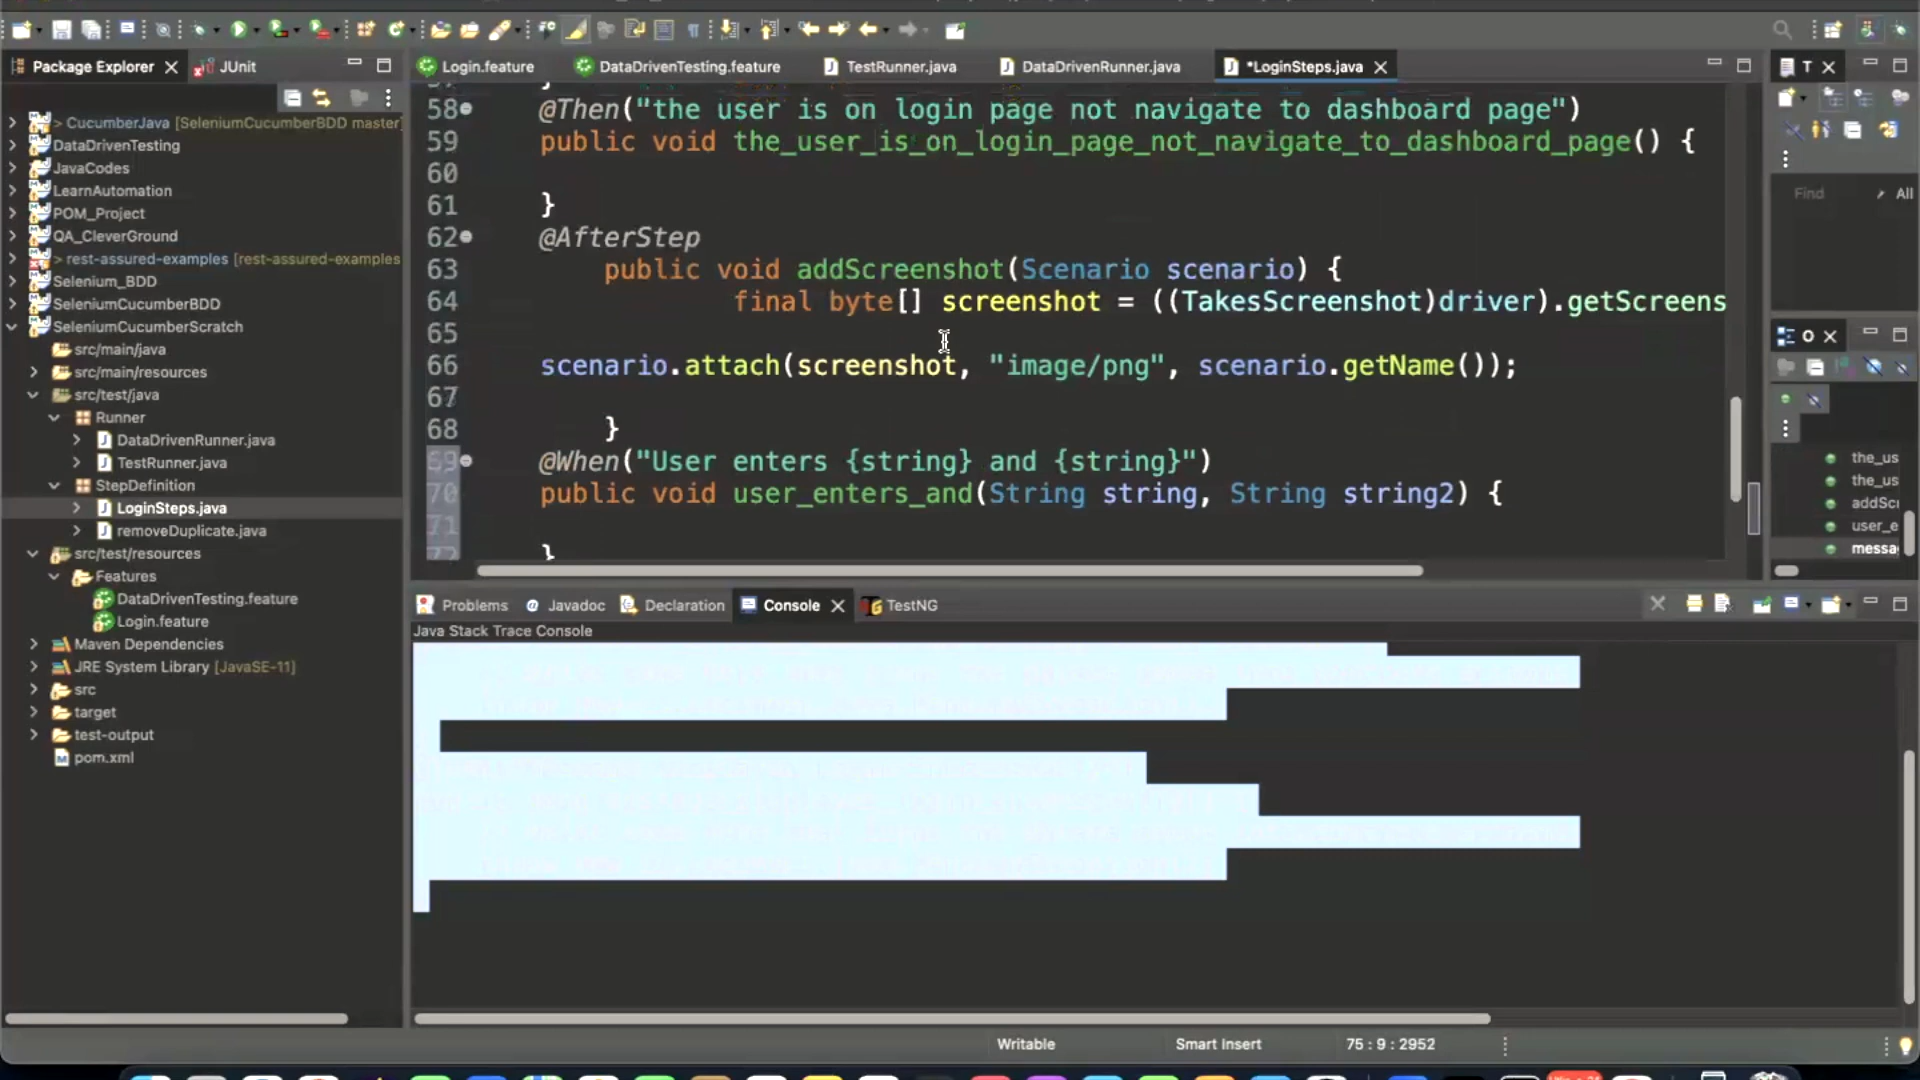 Package Explorer
JUnit
Login.feature
DataDrivenTesting.feature
TestRunner.java
DataDrivenRunner.java
*LoginSteps.java
T
> CucumberJava [SeleniumCucumberBDD master]
DataDrivenTesting
JavaCodes
LearnAutomation
POM_Project
QA_CleverGround
> rest-assured-examples [rest-assured-examples
Selenium_BDD
SeleniumCucumberBDD
SeleniumCucumberScratch
src/main/java
src/main/resources
src/test/java
Runner
DataDrivenRunner.java
TestRunner.java
StepDefinition
LoginSteps.java
removeDuplicate.java
src/test/resources
Features
DataDrivenTesting.feature
Login.feature
Maven Dependencies
JRE System Library [JavaSE-11]
src
target
test-output
pom.xml
58 @Then("the user is on login page not navigate to dashboard page")
59 public void the_user_is_on_login_page_not_navigate_to_dashboard_page() {
60
61 }
62 @AfterStep
63 public void addScreenshot(Scenario scenario) {
64 final byte[] screenshot = ((TakesScreenshot)driver).getScreens
65
66 scenario.attach(screenshot, "image/png", scenario.getName());
67
68 }
69 @When("User enters {string} and {string}")
70 public void user_enters_and(String string, String string2) {
71
72 }
Find
All
O
the_us
the_us
addScr
user_e
messa
Problems
@ Javadoc
Declaration
Console
TestNG
Java Stack Trace Console
Writable
Smart Insert
75 : 9 : 2952